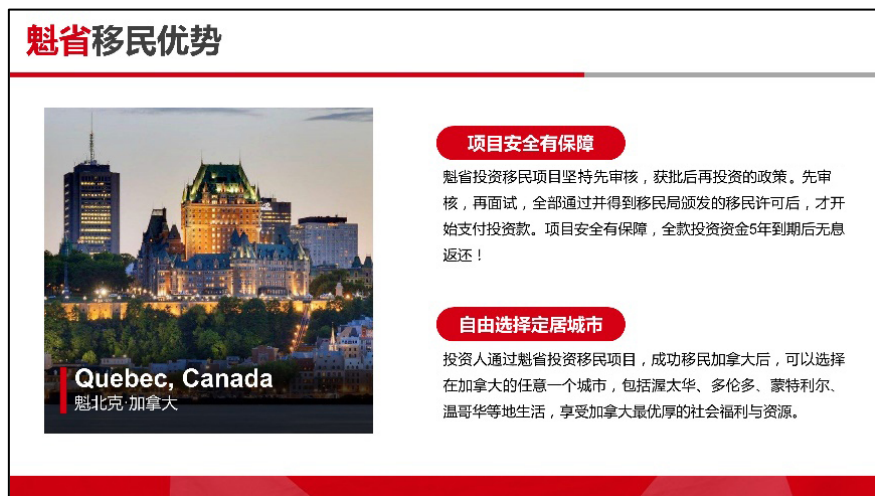 魁省移民优势
项目安全有保障
魁省投资移民项目坚持先审核，获批后再投资的政策。先审
核，再面试，全部通过并得到移民局颁发的移民许可后，才开
始支付投资款。项目安全有保障，全款投资资金5年到期后无息
返还！
自由选择定居城市
投资人通过魁省投资移民项目，成功移民加拿大后，可以选择
在加拿大的任意一个城市，包括渥太华、多伦多、蒙特利尔、
温哥华等地生活，享受加拿大最优厚的社会福利与资源。
Quebec, Canada
魁北克·加拿大